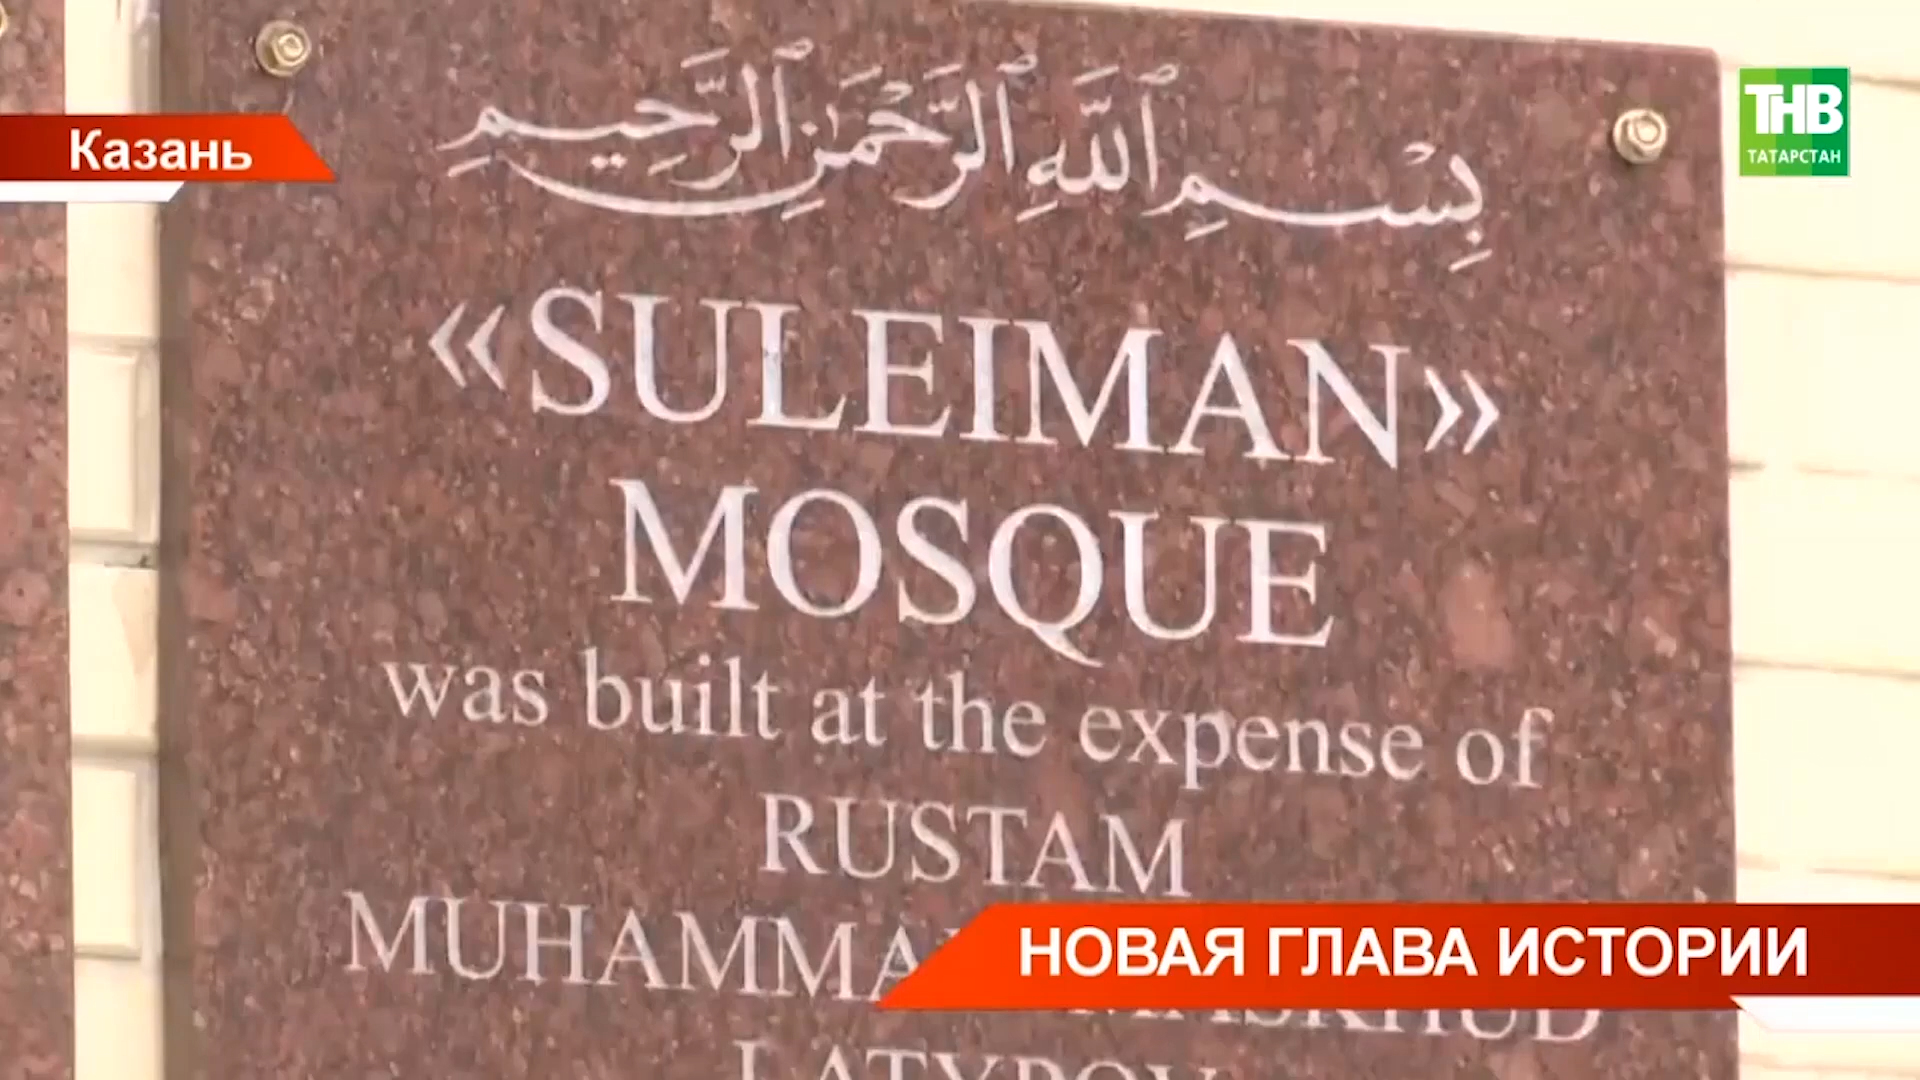 Казань
ТНВ
ТАТАРСТАН
بِسْمِ ٱللَّهِ ٱلرَّحْمَٰنِ ٱلرَّحِيمِ
«SULEIMAN»
MOSQUE
was built at the expense of
RUSTAM
LATYPOV
НОВАЯ ГЛАВА ИСТОРИИ